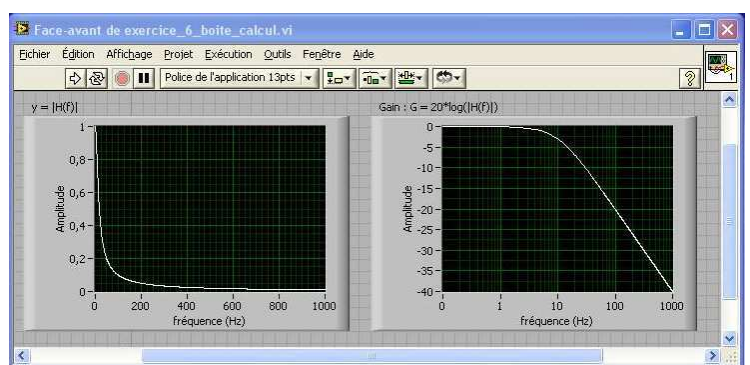 Face-avant de exercice_6_boite_calcul.vi
Fichier Édition Affichage Projet Exécution Outils Fenêtre Aide
Police de l'application 13pts
1
y = |H(f)|
Gain : G = 20*log(|H(f)|)
Amplitude
1
0,8
0,6
0,4
0,2
0
0 200 400 600 800 1000
fréquence (Hz)
Amplitude
0
-5
-10
-15
-20
-25
-30
-35
-40
0 1 10 100 1000
fréquence (Hz)